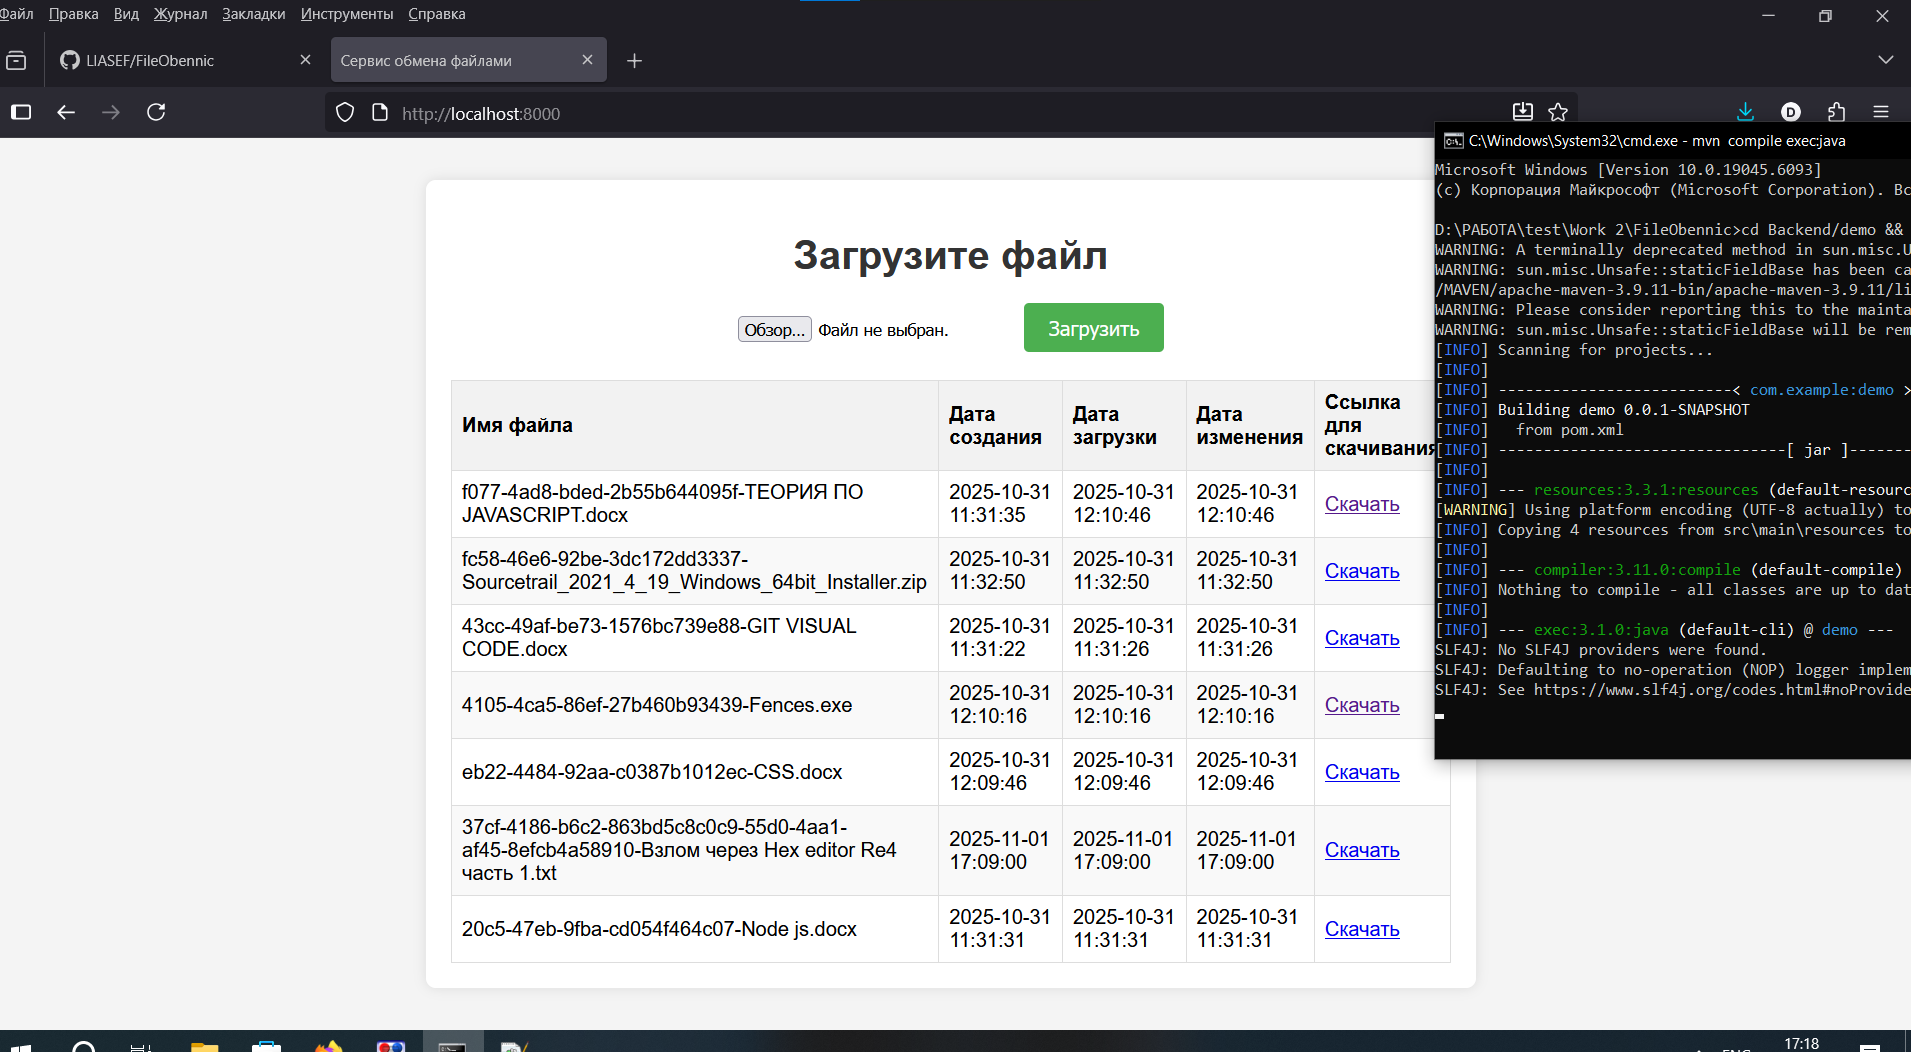 Файл Правка Вид Журнал Закладки Инструменты Справка
LIASEF/FileObennic
Сервис обмена файлами
http://localhost:8000
D
C:\Windows\System32\cmd.exe - mvn compile exec:java
Microsoft Windows [Version 10.0.19045.6093]
(c) Корпорация Майкрософт (Microsoft Corporation). Вс
D:\РАБОТА\test\Work 2\FileObennic>cd Backend/demo &&
WARNING: A terminally deprecated method in sun.misc.U
WARNING: sun.misc.Unsafe::staticFieldBase has been ca
/MAVEN/apache-maven-3.9.11-bin/apache-maven-3.9.11/li
WARNING: Please consider reporting this to the mainta
WARNING: sun.misc.Unsafe::staticFieldBase will be rem
[INFO] Scanning for projects...
[INFO]
[INFO] --------------------------< com.example:demo >
[INFO] Building demo 0.0.1-SNAPSHOT
[INFO]   from pom.xml
[INFO] --------------------------------[ jar ]-------
[INFO]
[INFO] --- resources:3.3.1:resources (default-resourc
[WARNING] Using platform encoding (UTF-8 actually) to
[INFO] Copying 4 resources from src\main\resources to
[INFO]
[INFO] --- compiler:3.11.0:compile (default-compile)
[INFO] Nothing to compile - all classes are up to dat
[INFO]
[INFO] --- exec:3.1.0:java (default-cli) @ demo ---
SLF4J: No SLF4J providers were found.
SLF4J: Defaulting to no-operation (NOP) logger implem
SLF4J: See https://www.slf4j.org/codes.html#noProvide
Загрузите файл
Обзор... Файл не выбран.
Загрузить
Имя файла
Дата
создания
Дата
загрузки
Дата
изменения
Ссылка
для
скачивания
f077-4ad8-bded-2b55b644095f-ТЕОРИЯ ПО
JAVASCRIPT.docx
2025-10-31
11:31:35
2025-10-31
12:10:46
2025-10-31
12:10:46
Скачать
fc58-46e6-92be-3dc172dd3337-
Sourcetrail_2021_4_19_Windows_64bit_Installer.zip
2025-10-31
11:32:50
2025-10-31
11:32:50
2025-10-31
11:32:50
Скачать
43cc-49af-be73-1576bc739e88-GIT VISUAL
CODE.docx
2025-10-31
11:31:22
2025-10-31
11:31:26
2025-10-31
11:31:26
Скачать
4105-4ca5-86ef-27b460b93439-Fences.exe
2025-10-31
12:10:16
2025-10-31
12:10:16
2025-10-31
12:10:16
Скачать
eb22-4484-92aa-c0387b1012ec-CSS.docx
2025-10-31
12:09:46
2025-10-31
12:09:46
2025-10-31
12:09:46
Скачать
37cf-4186-b6c2-863bd5c8c0c9-55d0-4aa1-
af45-8efcb4a58910-Взлом через Hex editor Re4
часть 1.txt
2025-11-01
17:09:00
2025-11-01
17:09:00
2025-11-01
17:09:00
Скачать
20c5-47eb-9fba-cd054f464c07-Node js.docx
2025-10-31
11:31:31
2025-10-31
11:31:31
2025-10-31
11:31:31
Скачать
17:18